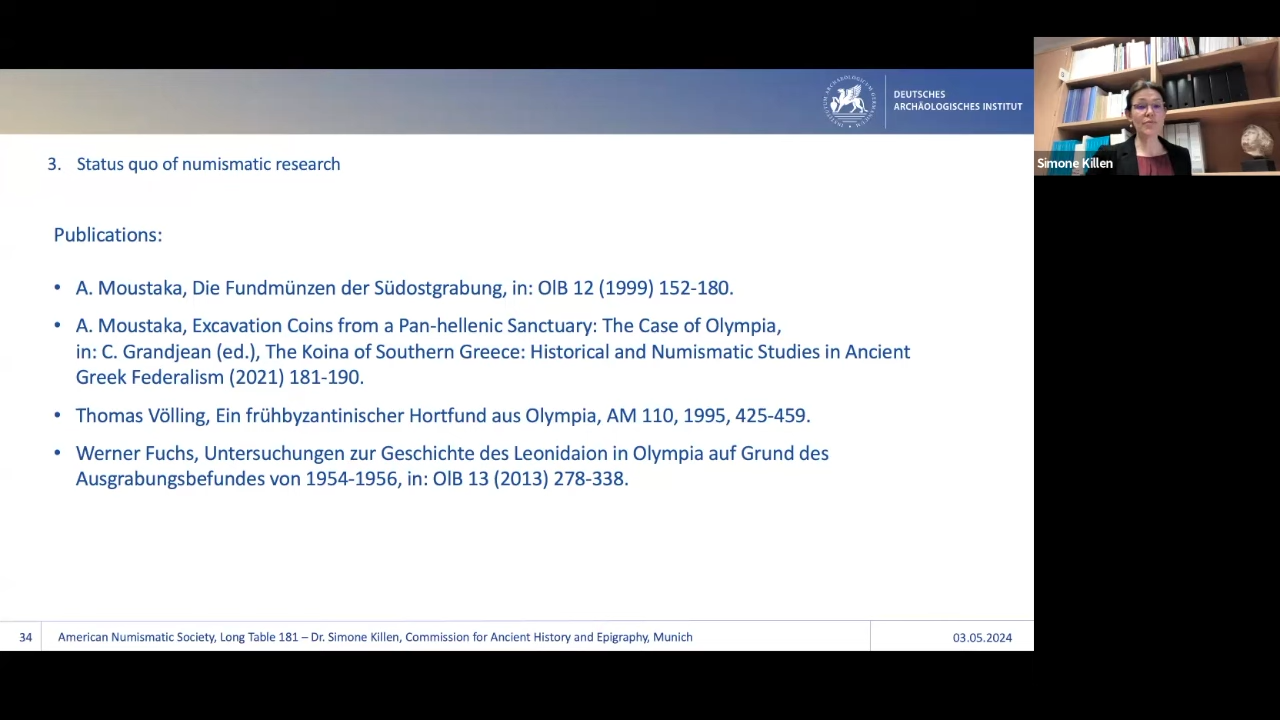 DEUTSCHES
ARCHÄOLOGISCHES INSTITUT
Simone Killen
3. Status quo of numismatic research
Publications:
• A. Moustaka, Die Fundmünzen der Südostgrabung, in: OlB 12 (1999) 152-180.
• A. Moustaka, Excavation Coins from a Pan-hellenic Sanctuary: The Case of Olympia,
in: C. Grandjean (ed.), The Koina of Southern Greece: Historical and Numismatic Studies in Ancient
Greek Federalism (2021) 181-190.
• Thomas Völling, Ein frühbyzantinischer Hortfund aus Olympia, AM 110, 1995, 425-459.
• Werner Fuchs, Untersuchungen zur Geschichte des Leonidaion in Olympia auf Grund des
Ausgrabungsbefundes von 1954-1956, in: OlB 13 (2013) 278-338.
34 American Numismatic Society, Long Table 181 – Dr. Simone Killen, Commission for Ancient History and Epigraphy, Munich 03.05.2024